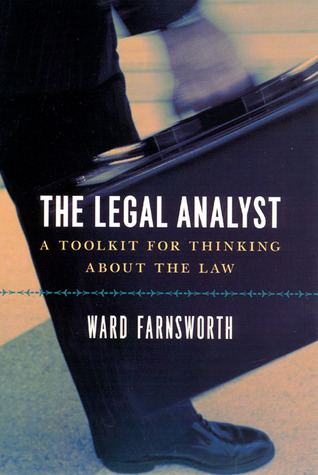 THE LEGAL ANALYST
A TOOLKIT FOR THINKING
ABOUT THE LAW
WARD FARNSWORTH